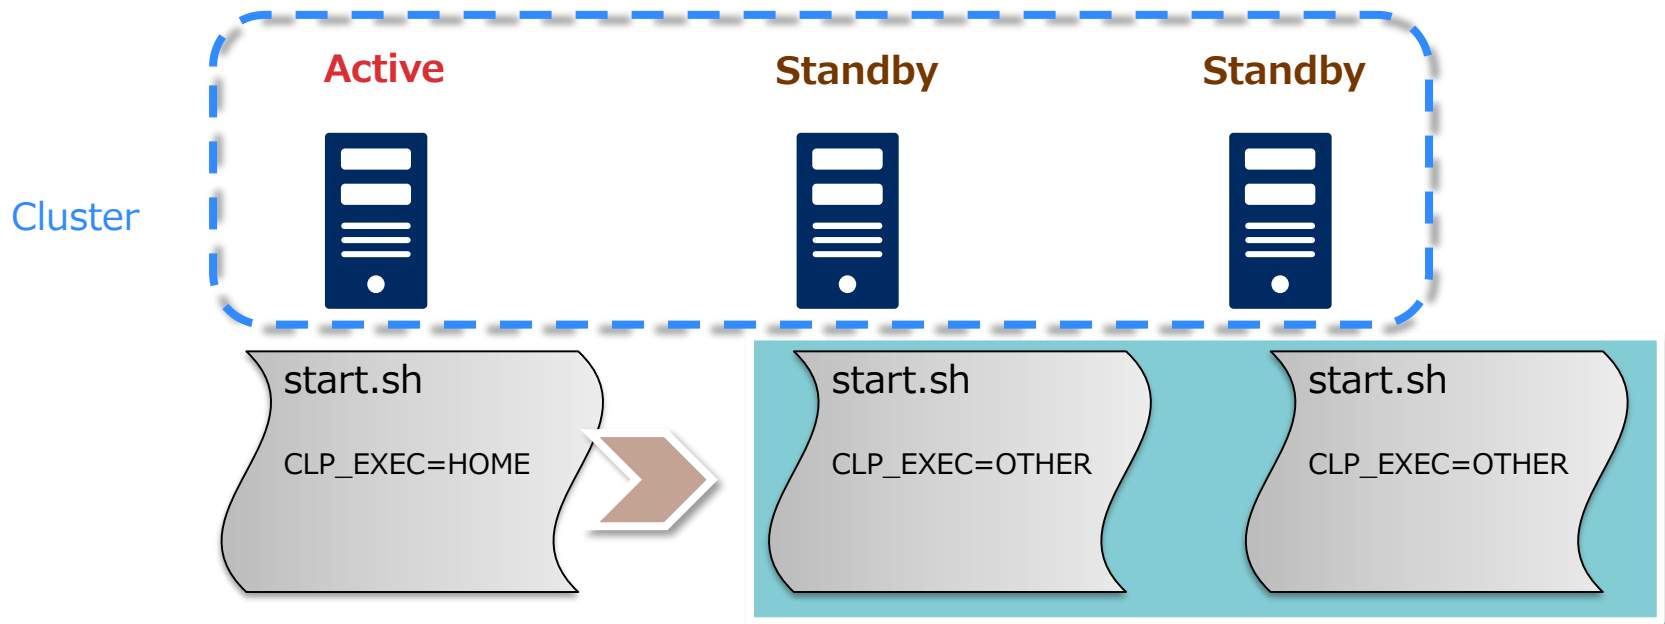 Active
Standby
Standby
Cluster
start.sh
CLP_EXEC=HOME
start.sh
CLP_EXEC=OTHER
start.sh
CLP_EXEC=OTHER